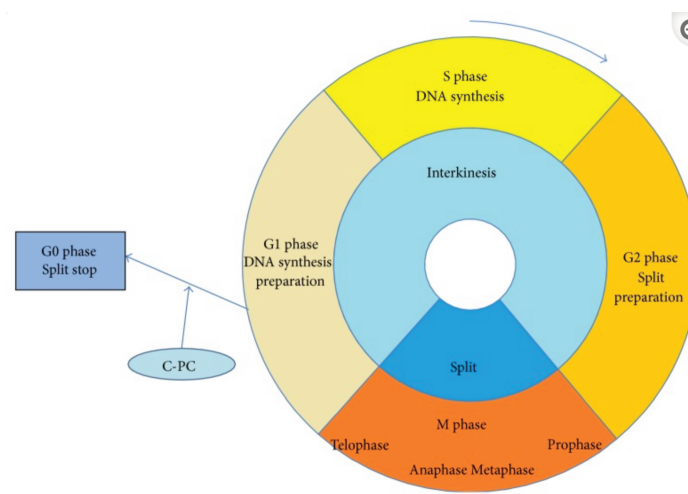 S phase
DNA synthesis
Interkinesis
G0 phase
Split stop
G1 phase
DNA synthesis
preparation
G2 phase
Split
preparation
C-PC
Split
M phase
Telophase
Prophase
Anaphase Metaphase